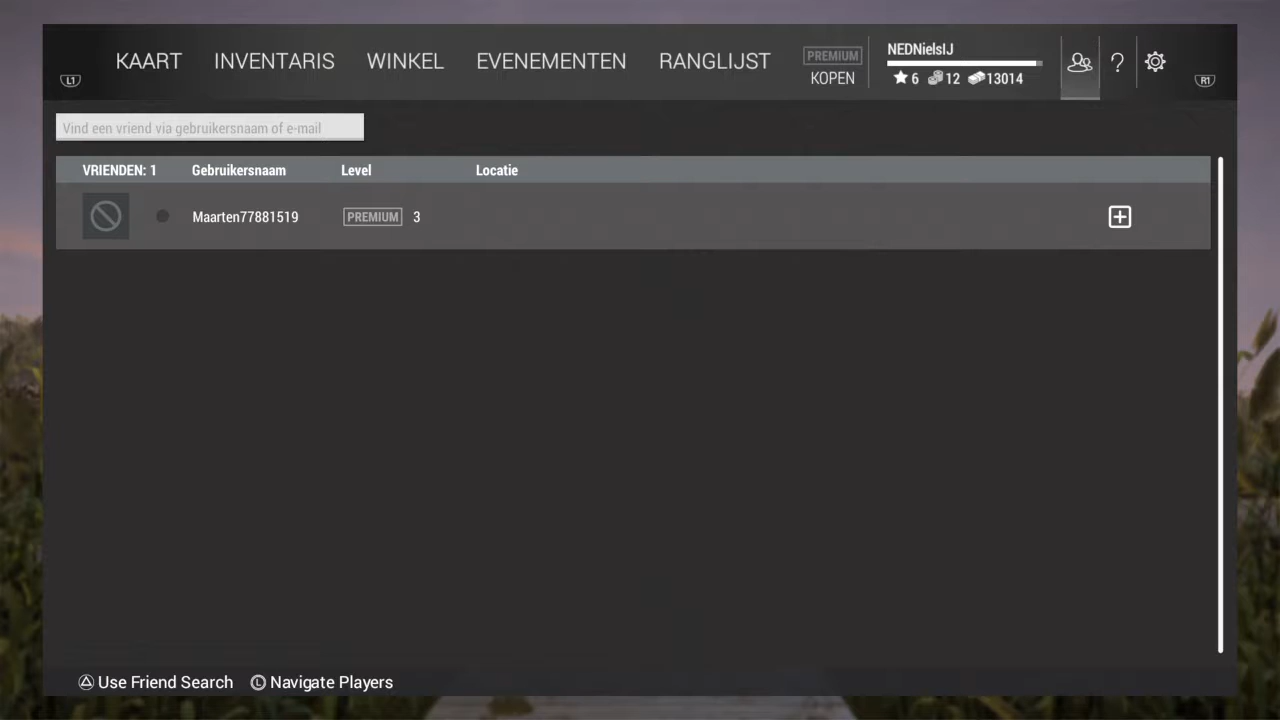 L1 KAART INVENTARIS WINKEL EVENEMENTEN RANGLIJST PREMIUM KOPEN NEDNielsIJ ? R1
6 12 13014
Vind een vriend via gebruikersnaam of e-mail
VRIENDEN: 1 Gebruikersnaam Level Locatie
Maarten77881519 PREMIUM 3
Use Friend Search L Navigate Players